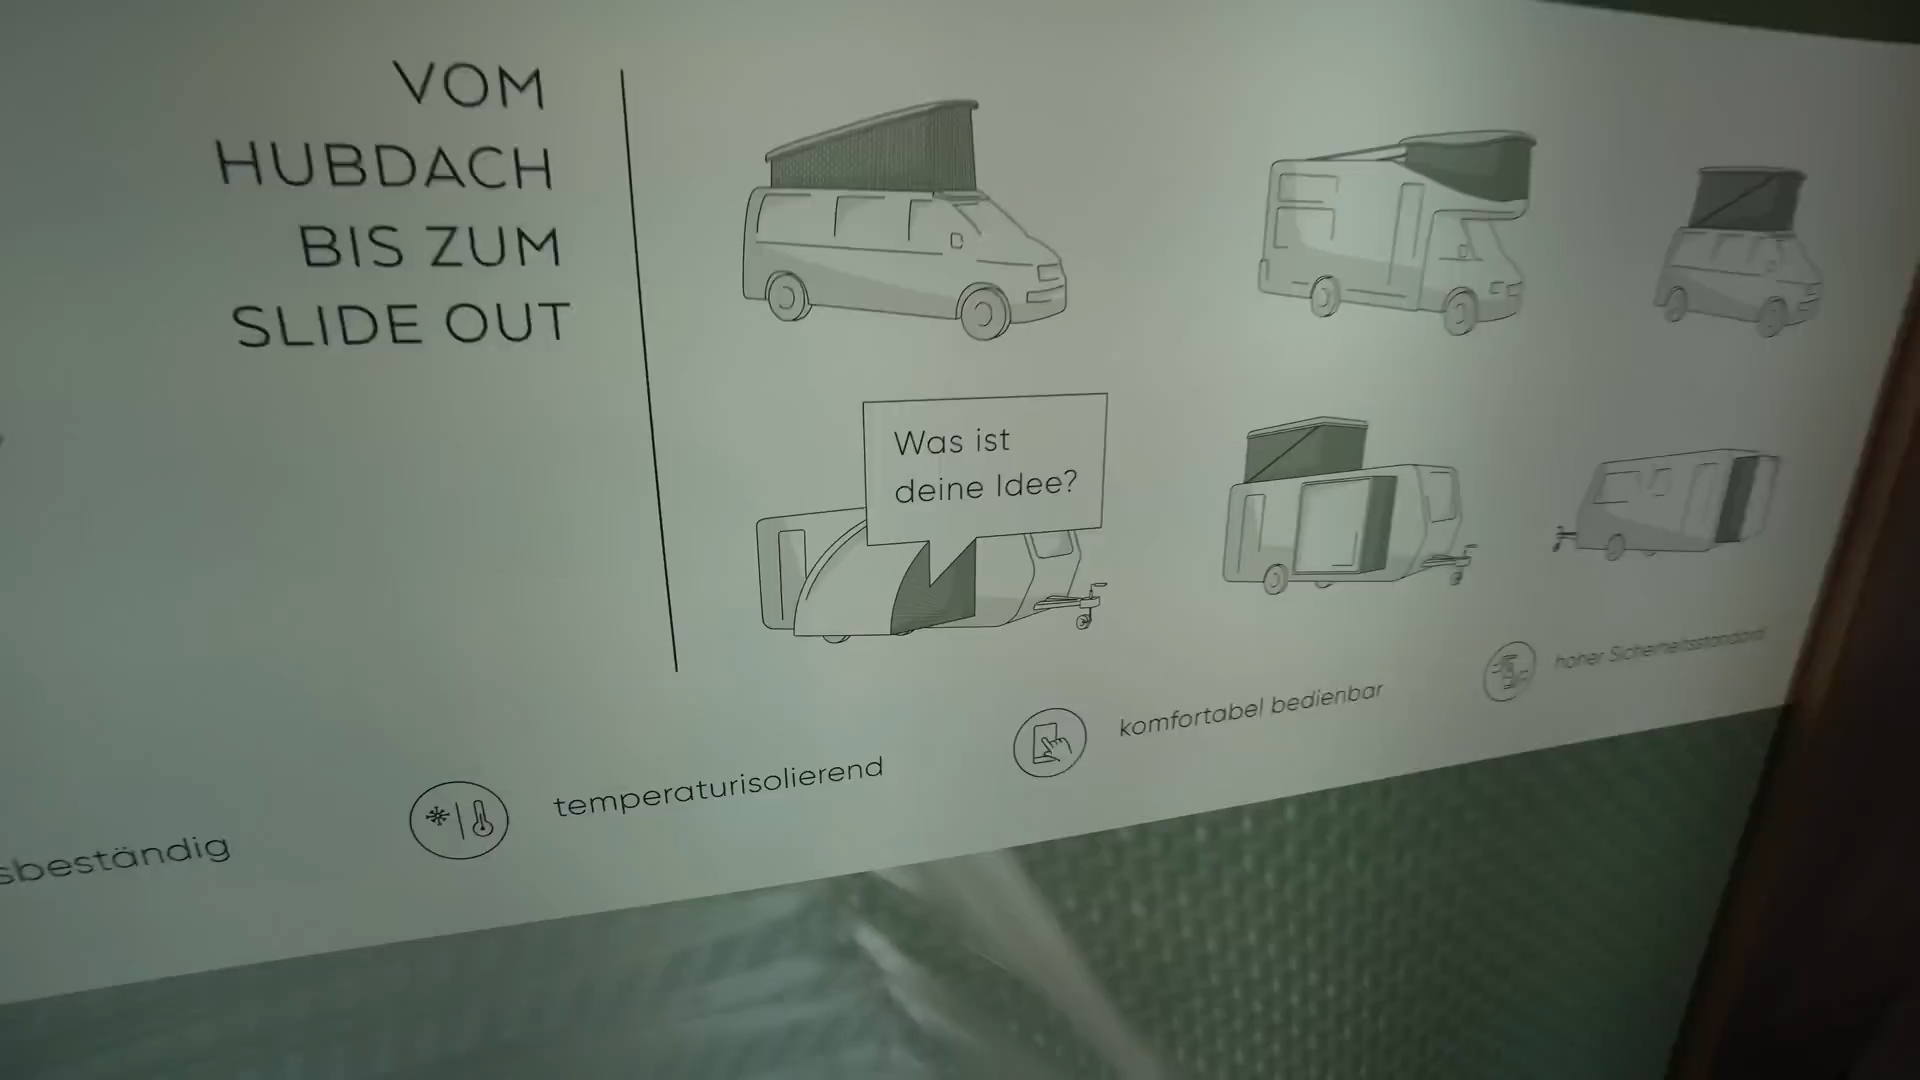 VOM
HUBDACH
BIS ZUM
SLIDE OUT
Was ist
deine Idee?
sbeständig
temperaturisolierend
komfortabel bedienbar
hoher Sicherheitsstandard